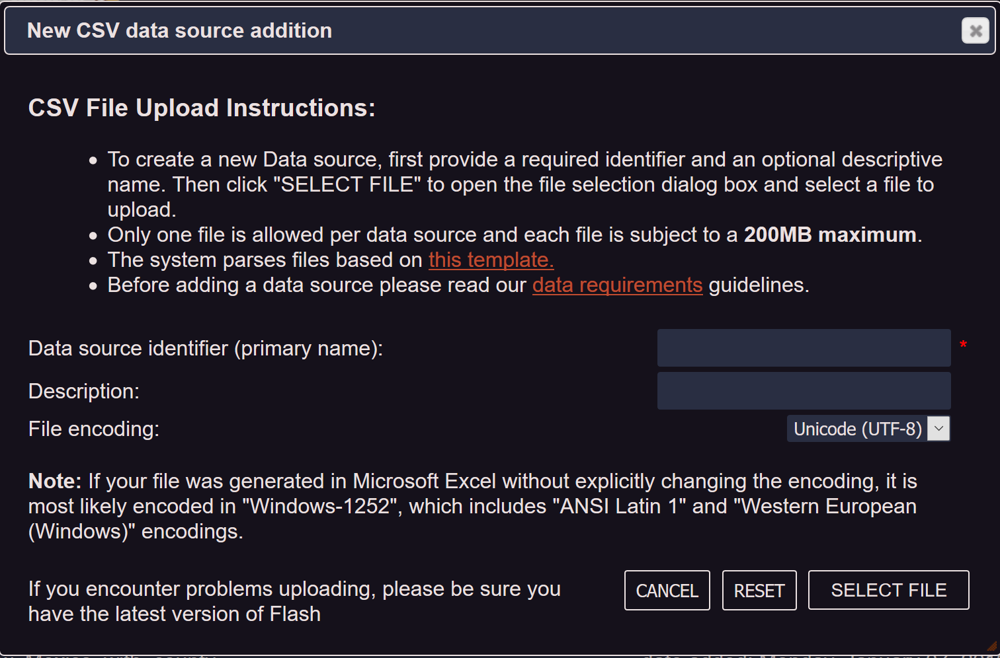 New CSV data source addition
CSV File Upload Instructions:
To create a new Data source, first provide a required identifier and an optional descriptive
name. Then click "SELECT FILE" to open the file selection dialog box and select a file to
upload.
Only one file is allowed per data source and each file is subject to a 200MB maximum.
The system parses files based on this template.
Before adding a data source please read our data requirements guidelines.
Data source identifier (primary name): *
Description:
File encoding: Unicode (UTF-8)
Note: If your file was generated in Microsoft Excel without explicitly changing the encoding, it is
most likely encoded in "Windows-1252", which includes "ANSI Latin 1" and "Western European
(Windows)" encodings.
If you encounter problems uploading, please be sure you
have the latest version of Flash
CANCEL RESET SELECT FILE